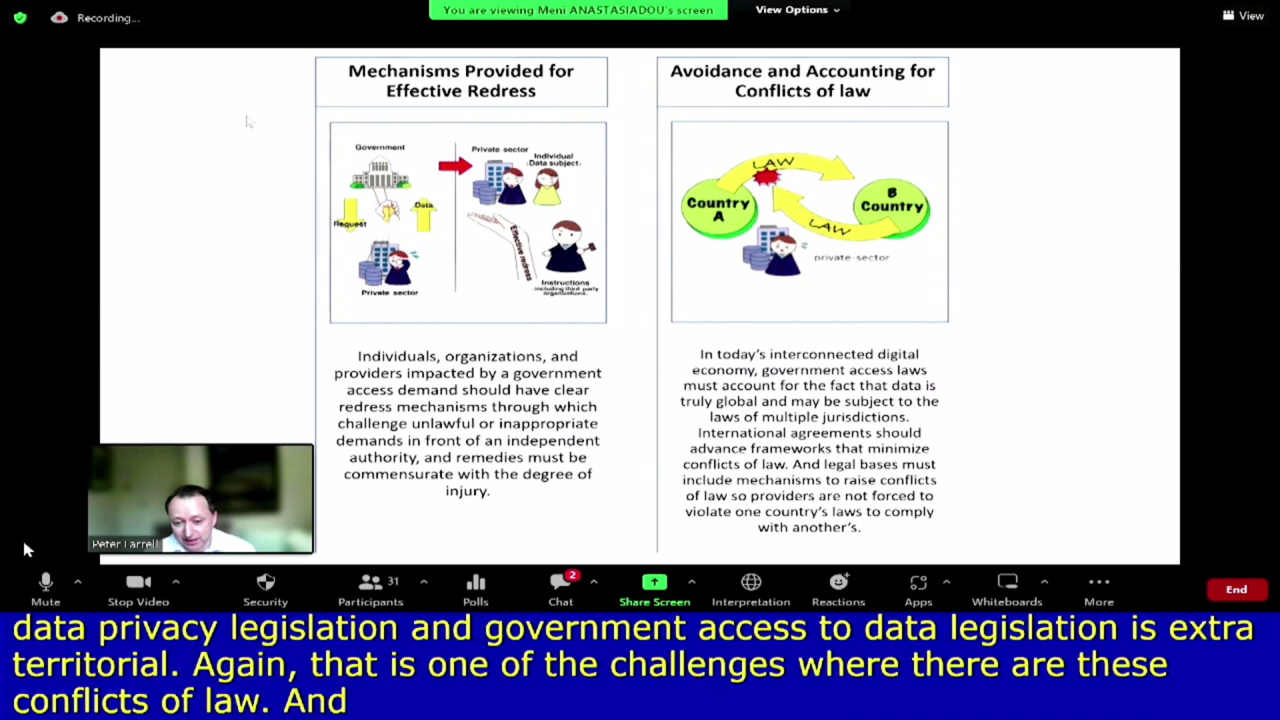 Recording...
You are viewing Meni ANASTASIADOU's screen
View Options
View
Mechanisms Provided for
Effective Redress
Government
Request
Data
Private sector
Private sector
Individual
(Data subject)
Effective redress
Instructions
(including third party
organizations)
Individuals, organizations, and
providers impacted by a government
access demand should have clear
redress mechanisms through which
challenge unlawful or inappropriate
demands in front of an independent
authority, and remedies must be
commensurate with the degree of
injury.
Avoidance and Accounting for
Conflicts of law
LAW
Country
A
B
Country
LAW
private-sector
In today's interconnected digital
economy, government access laws
must account for the fact that data is
truly global and may be subject to the
laws of multiple jurisdictions.
International agreements should
advance frameworks that minimize
conflicts of law. And legal bases must
include mechanisms to raise conflicts
of law so providers are not forced to
violate one country's laws to comply
with another's.
Peter Farrell
Mute
Stop Video
Security
31
Participants
Polls
2
Chat
Share Screen
Interpretation
Reactions
Apps
Whiteboards
More
End
data privacy legislation and government access to data legislation is extra
territorial. Again, that is one of the challenges where there are these
conflicts of law. And